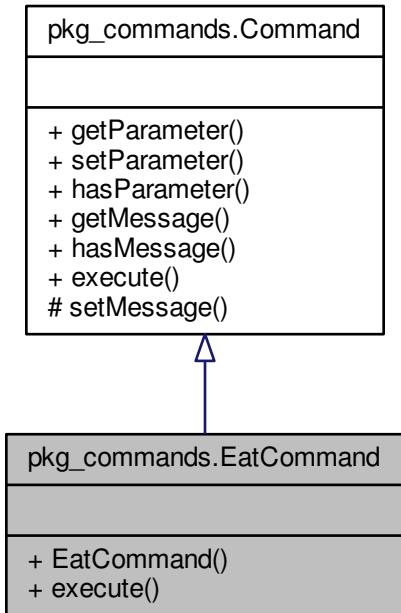 pkg_commands.Command
+ getParameter()
+ setParameter()
+ hasParameter()
+ getMessage()
+ hasMessage()
+ execute()
# setMessage()
pkg_commands.EatCommand
+ EatCommand()
+ execute()